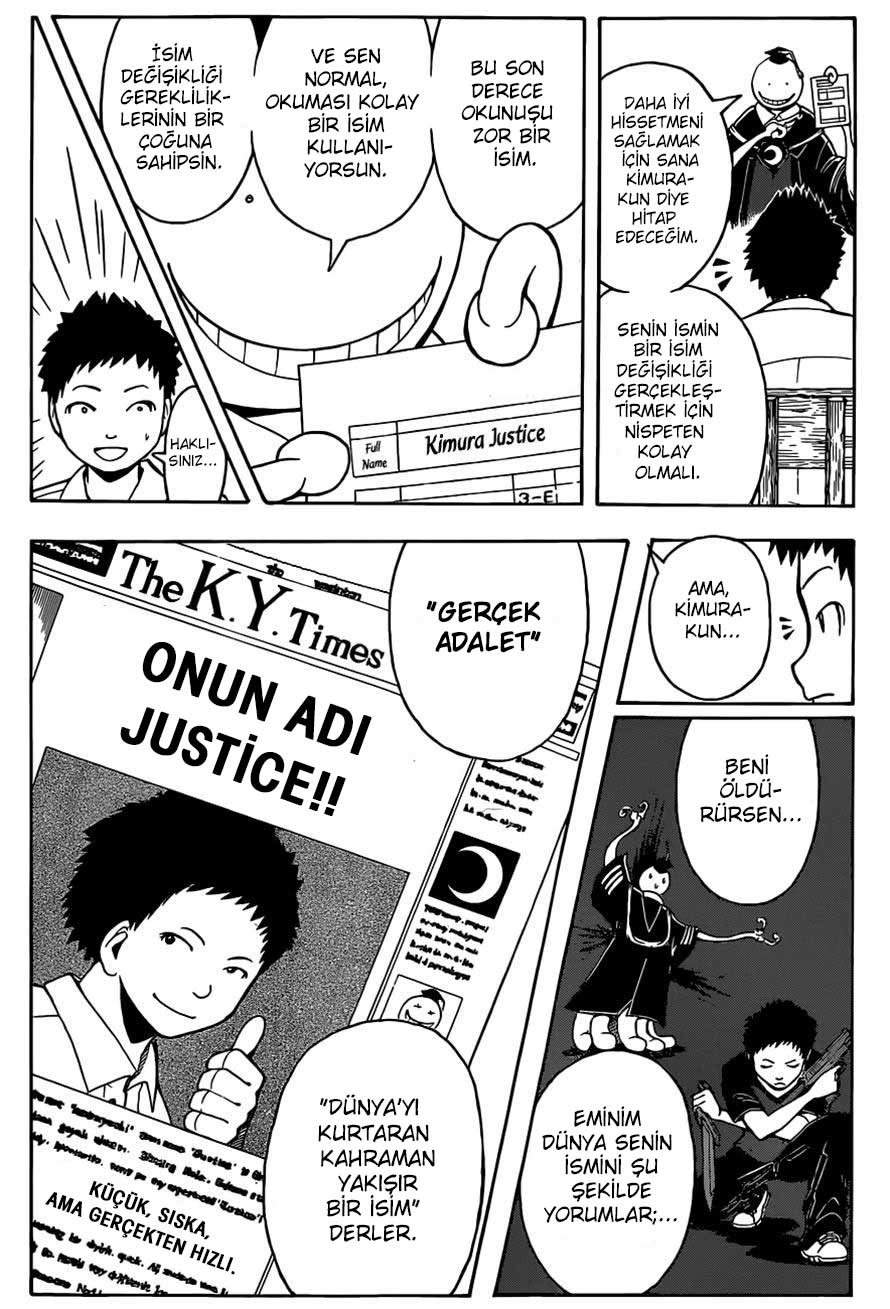 DAHA İYİ
HİSSETMENİ
SAĞLAMAK
İÇİN SANA
KİMURA-
KUN DİYE
HİTAP
EDECEĞİM.
SENİN İSMİN
BİR İSİM
DEĞİŞİKLİĞİ
GERÇEKLEŞ-
TİRMEK İÇİN
NİSPETEN
KOLAY
OLMALI.
BU SON
DERECE
OKUNUŞU
ZOR BİR
İSİM.
VE SEN
NORMAL,
OKUMASI KOLAY
BİR İSİM
KULLANI-
YORSUN.
İSİM
DEĞİŞİKLİĞİ
GEREKLİLİK-
LERİNİN BİR
ÇOĞUNA
SAHİPSİN.
Full
Name
Kimura Justice
3-E
HAKLI-
SINIZ...
AMA,
KİMURA-
KUN...
BENİ
ÖLDÜ-
RÜRSEN...
EMİNİM
DÜNYA SENİN
İSMİNİ ŞU
ŞEKİLDE
YORUMLAR;...
"GERÇEK
ADALET"
The K.Y. Times
ONUN ADI
JUSTİCE!!
KÜÇÜK, SISKA,
AMA GERÇEKTEN HIZLI.
"DÜNYA'YI
KURTARAN
KAHRAMAN
YAKIŞIR
BİR İSİM"
DERLER.